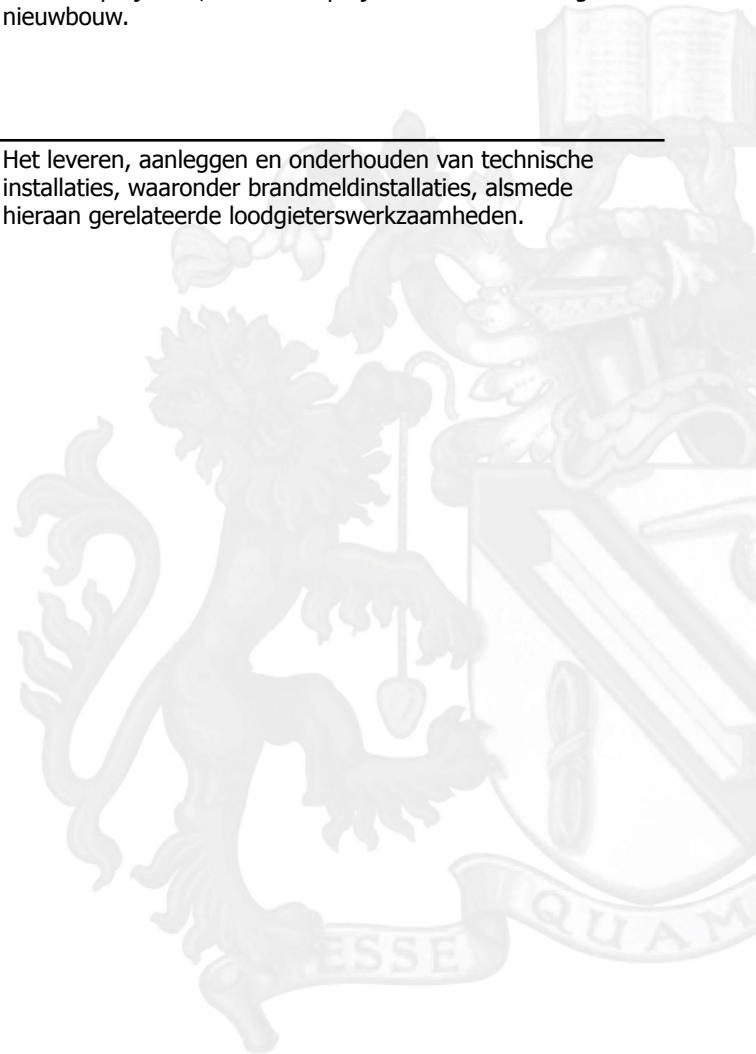 nieuwbouw.
Het leveren, aanleggen en onderhouden van technische
installaties, waaronder brandmeldinstallaties, alsmede
hieraan gerelateerde loodgieterswerkzaamheden.
ESSE
QUAM